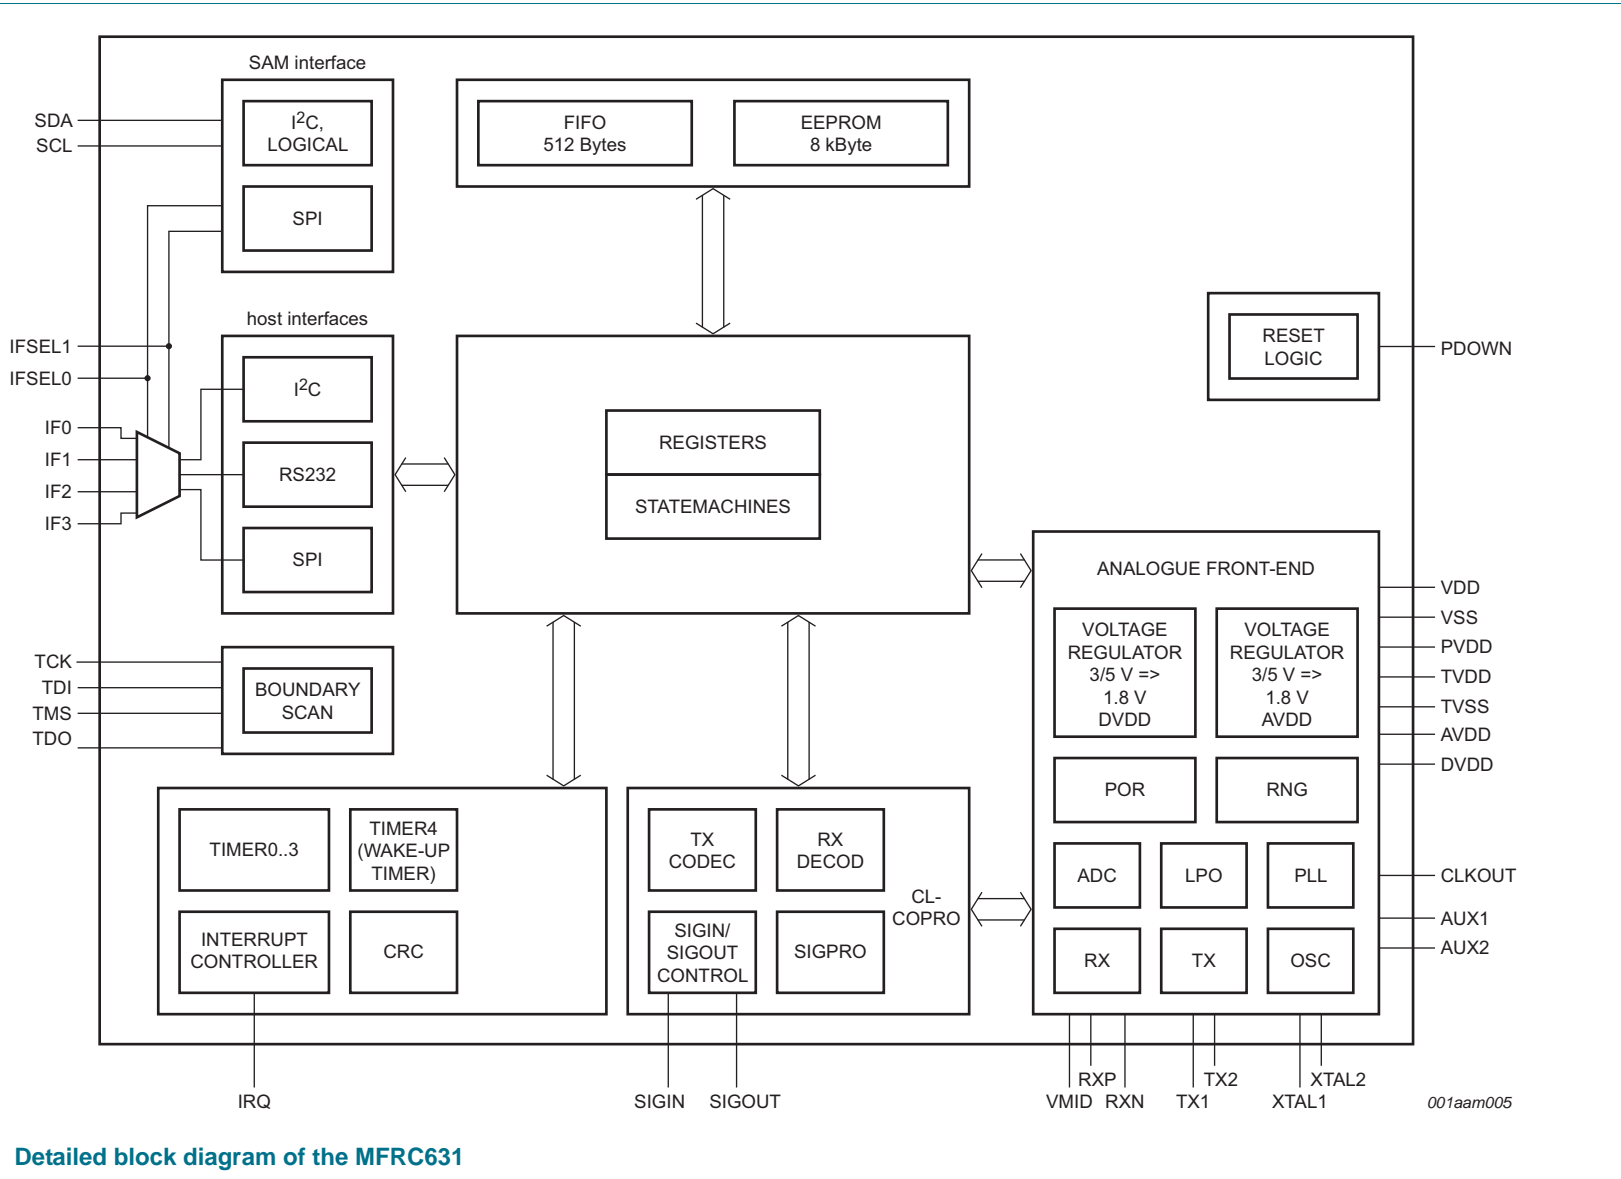 SAM interface
SDA
SCL
I2C,
LOGICAL
SPI
FIFO
512 Bytes
EEPROM
8 kByte
IFSEL1
IFSEL0
IF0
IF1
IF2
IF3
host interfaces
I2C
RS232
SPI
REGISTERS
STATEMACHINES
RESET
LOGIC
PDOWN
TCK
TDI
TMS
TDO
BOUNDARY
SCAN
ANALOGUE FRONT-END
VOLTAGE
REGULATOR
3/5 V =>
1.8 V
DVDD
VOLTAGE
REGULATOR
3/5 V =>
1.8 V
AVDD
POR
RNG
ADC
LPO
PLL
RX
TX
OSC
VDD
VSS
PVDD
TVDD
TVSS
AVDD
DVDD
CLKOUT
AUX1
AUX2
TIMER0..3
TIMER4
(WAKE-UP
TIMER)
INTERRUPT
CONTROLLER
CRC
TX
CODEC
RX
DECOD
CL-
COPRO
SIGIN/
SIGOUT
CONTROL
SIGPRO
IRQ
SIGIN
SIGOUT
VMID
RXP
RXN
TX1
TX2
XTAL1
XTAL2
001aam005
Detailed block diagram of the MFRC631